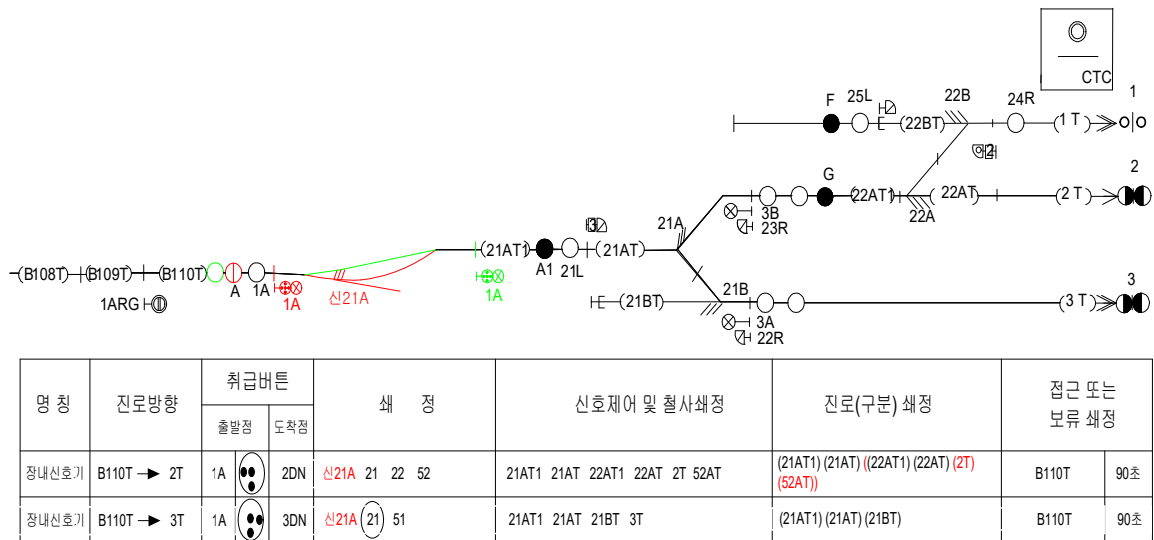 CTC
F 25L 22B 24R 1
(22BT) (1 T)
2
G 2
(22AT1) (22AT) (2 T)
3B 22A
23R
3 21A
(21AT1) (21AT)
A1 21L
(B108T) (B109T) (B110T)
A 1A 신21A 1A 21B 3
1ARG 1A (21BT) (3 T)
3A
22R
명 칭 진로방향 취급버튼 쇄 정 신호제어 및 철사쇄정 진로(구분) 쇄정 접근 또는
보류 쇄정
출발점 도착점
장내신호기 B110T → 2T 1A 2DN 신21A 21 22 52 21AT1 21AT 22AT1 22AT 2T 52AT (21AT1) (21AT) ((22AT1) (22AT) (2T)
(52AT)) B110T 90초
장내신호기 B110T → 3T 1A 3DN 신21A 21 51 21AT1 21AT 21BT 3T (21AT1) (21AT) (21BT) B110T 90초